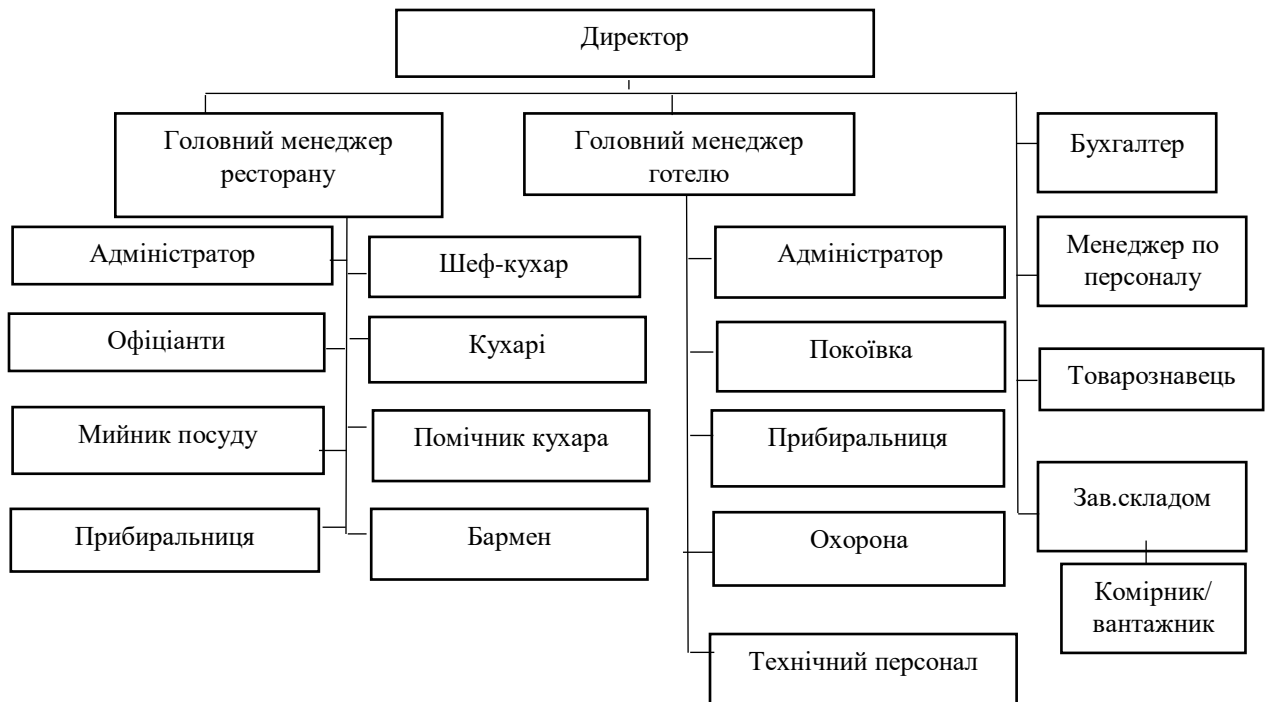 Директор
Головний менеджер
ресторану
Головний менеджер
готелю
Бухгалтер
Адміністратор
Шеф-кухар
Адміністратор
Менеджер по
персоналу
Офіціанти
Кухарі
Покоївка
Товарознавець
Мийник посуду
Помічник кухара
Прибиральниця
Зав.складом
Прибиральниця
Бармен
Охорона
Комірник/
вантажник
Технічний персонал